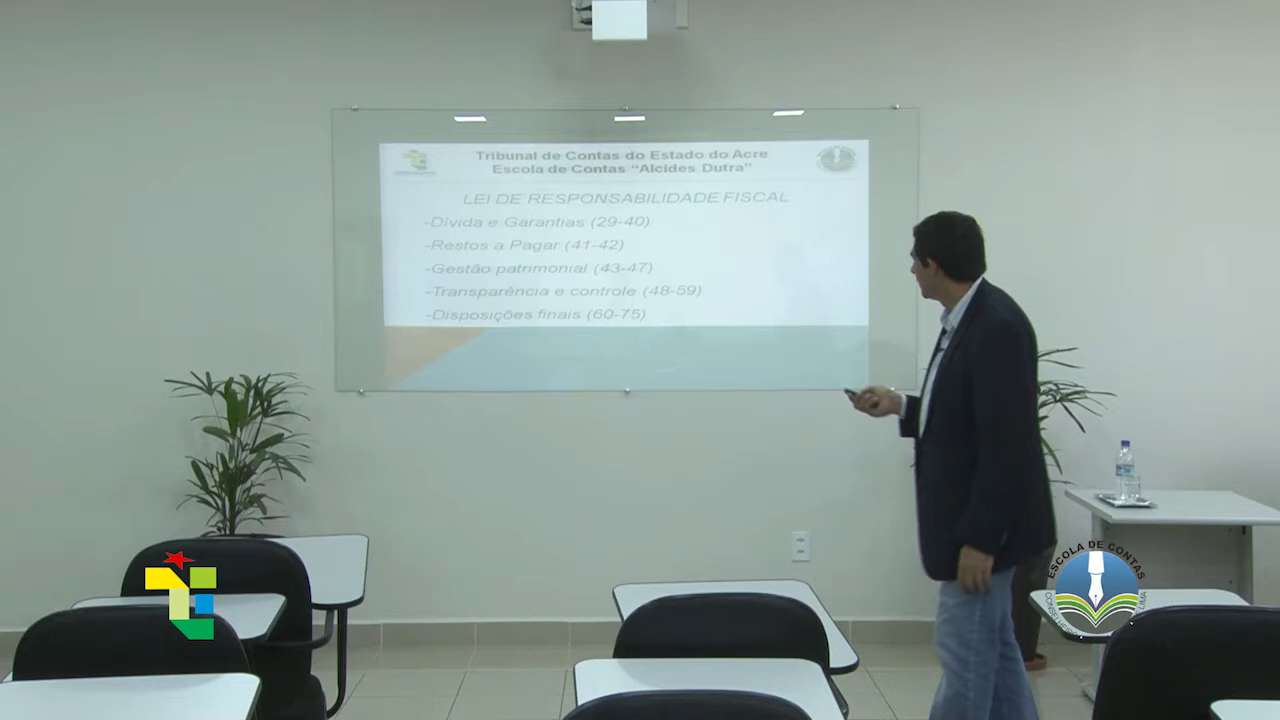 Tribunal de Contas do Estado do Acre
Escola de Contas “Alcides Dutra”
LEI DE RESPONSABILIDADE FISCAL
-Dívida e Garantias (29-40)
-Restos a Pagar (41-42)
-Gestão patrimonial (43-47)
-Transparência e controle (48-59)
-Disposições finais (60-75)
ESCOLA DE CONTAS